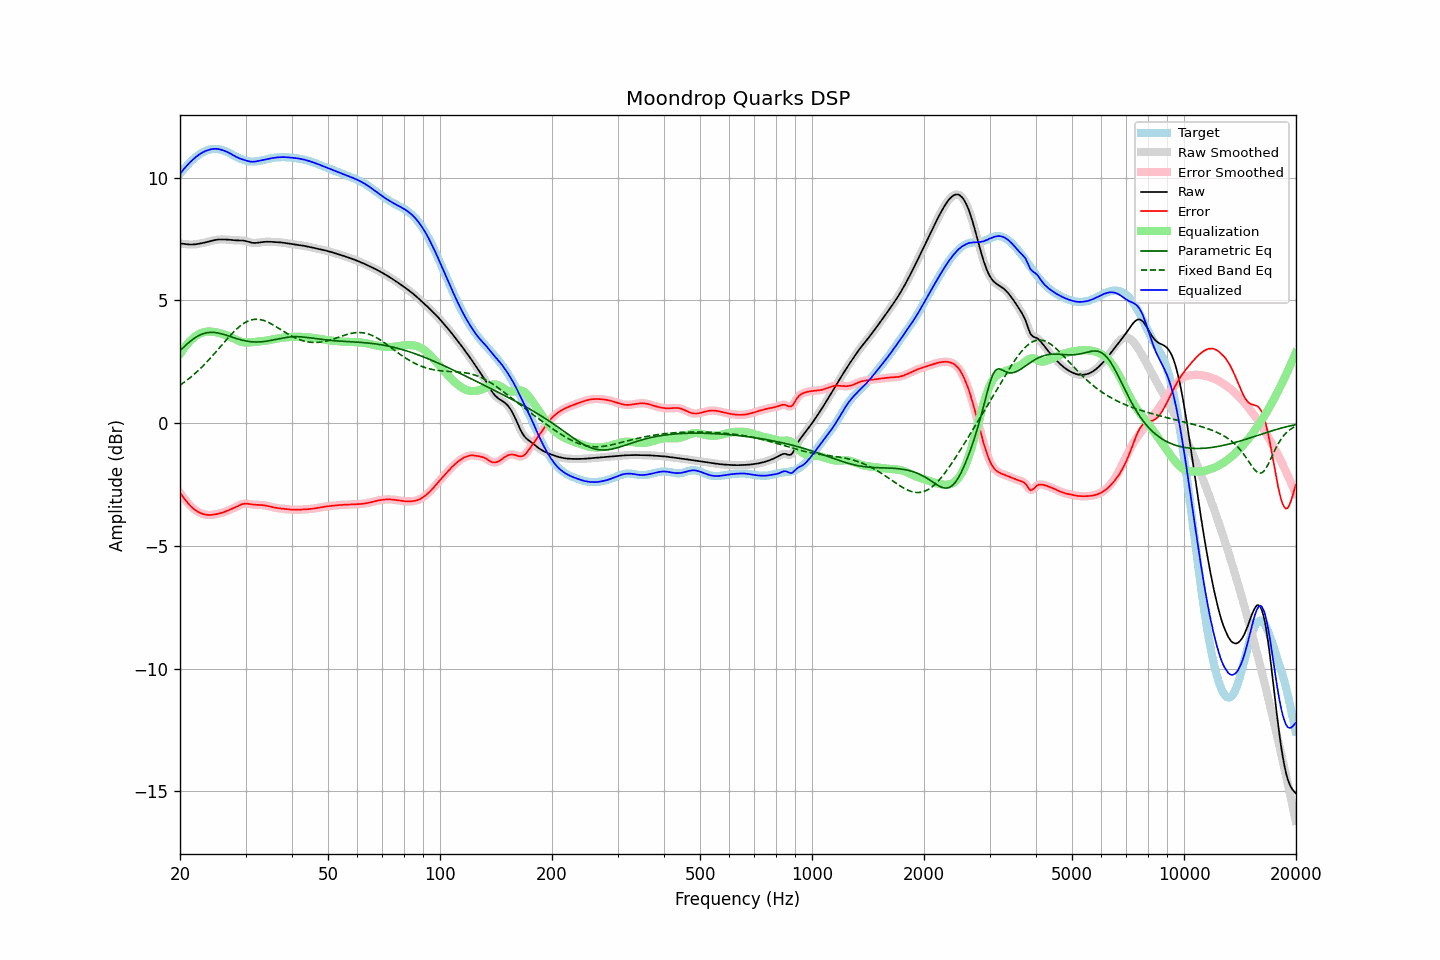 Moondrop Quarks DSP
Target
Raw Smoothed
Error Smoothed
Raw
Error
Equalization
Parametric Eq
Fixed Band Eq
Equalized
Amplitude (dBr)
10
5
0
−5
−10
−15
20
50
100
200
500
1000
2000
5000
10000
20000
Frequency (Hz)